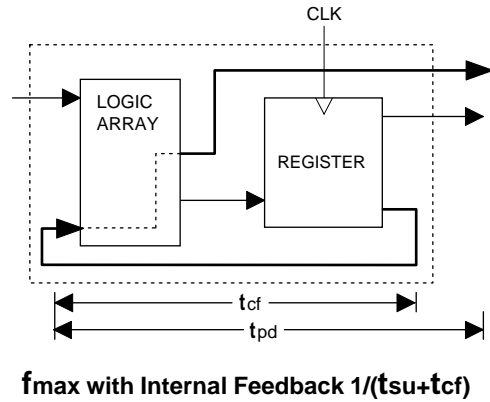 CLK
LOGIC
ARRAY
REGISTER
tcf
tpd
fmax with Internal Feedback 1/(tsu+tcf)